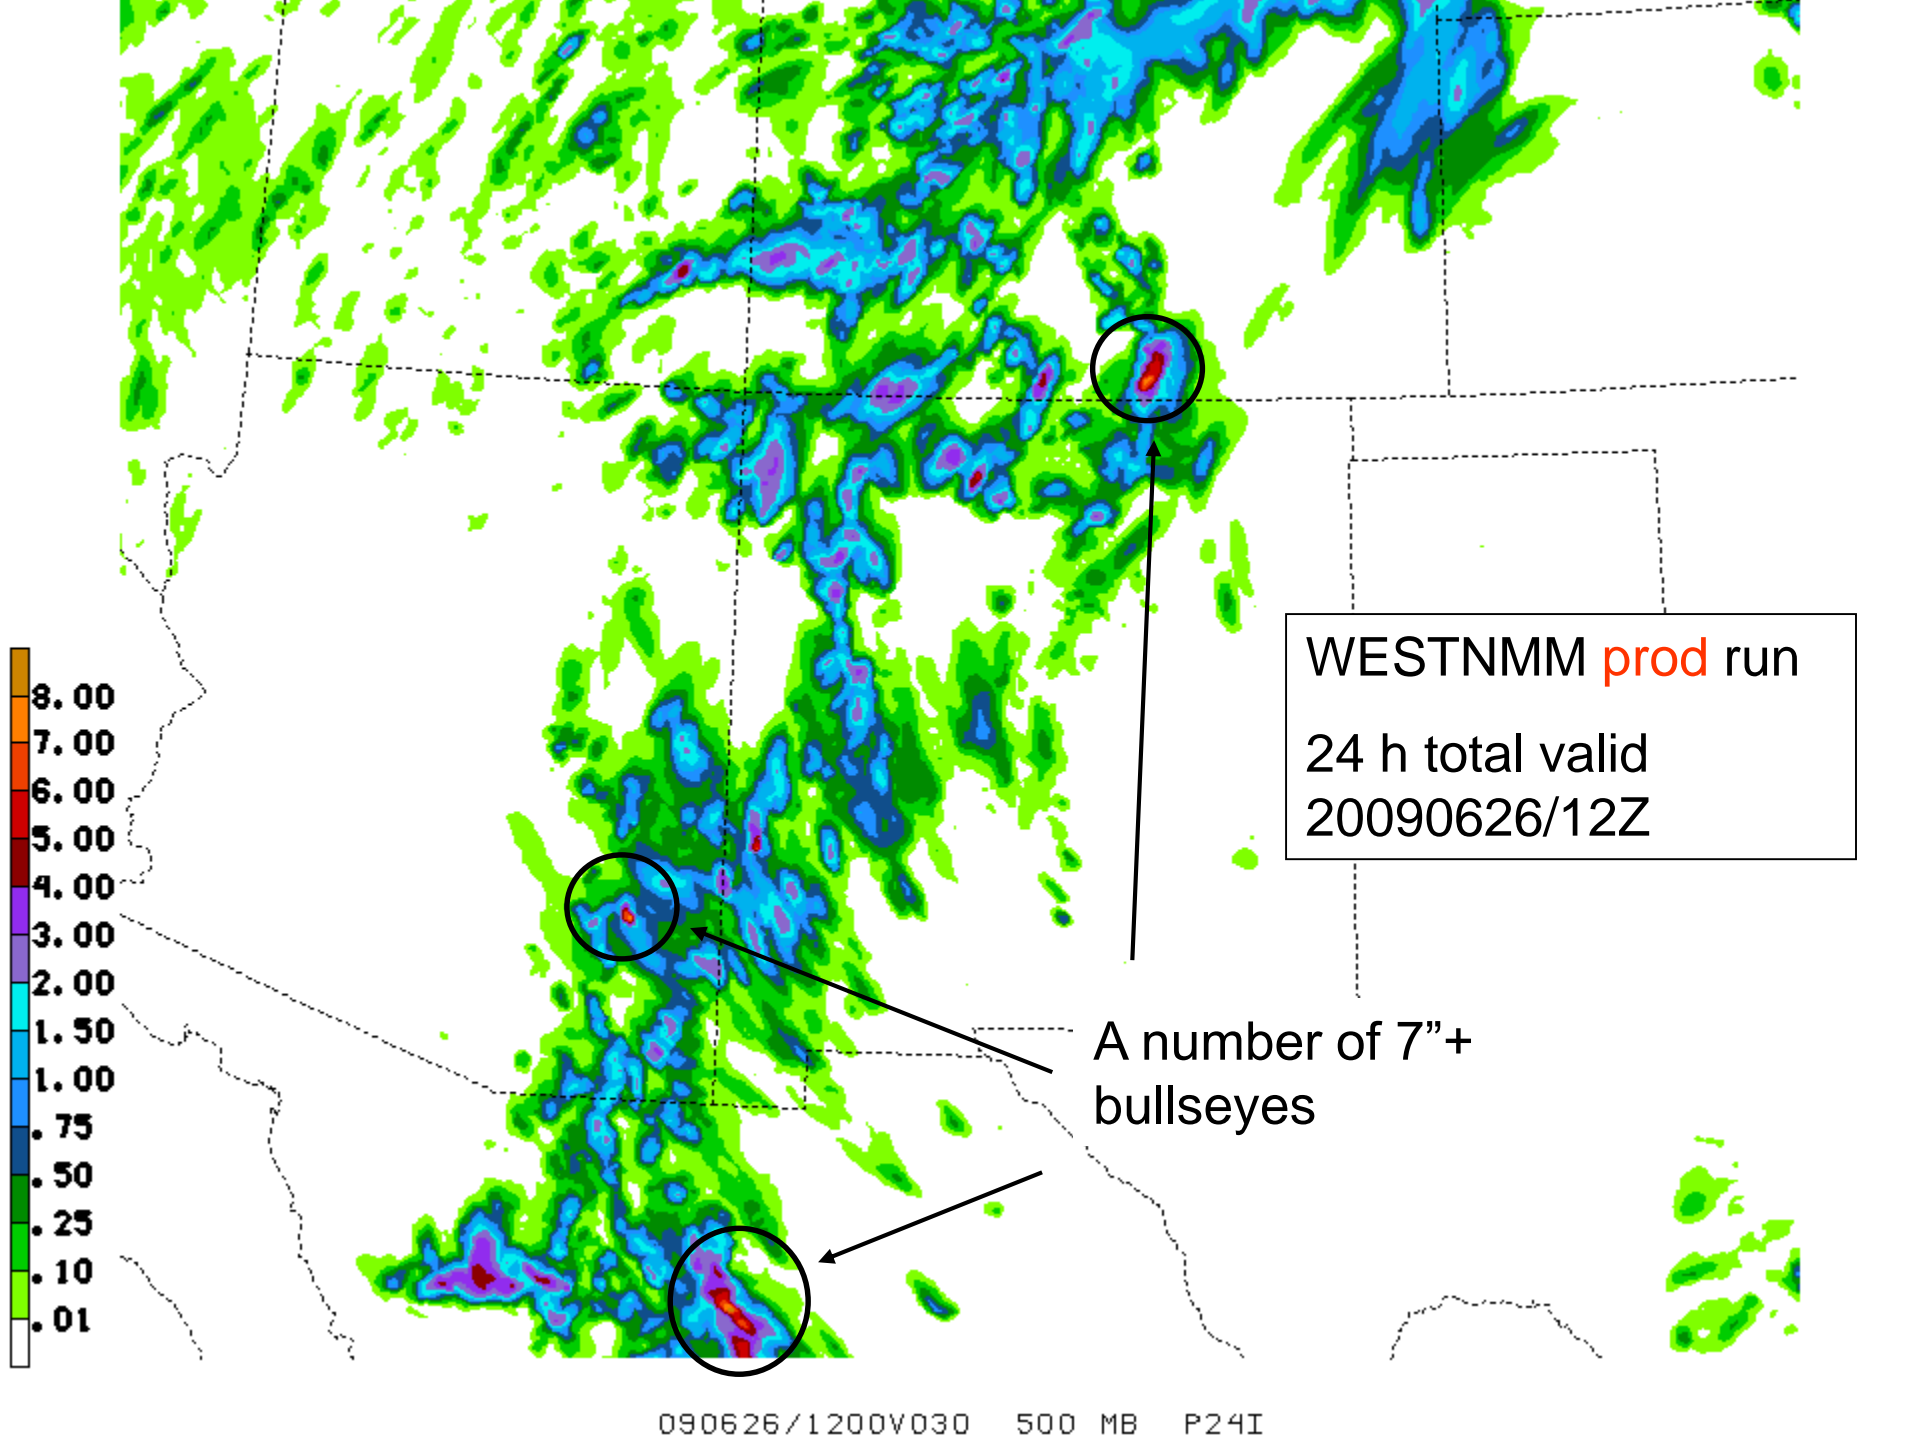 WESTNMM prod run
24 h total valid
20090626/12Z
8.00
7.00
6.00
5.00
4.00
3.00
2.00
1.50
1.00
.75
.50
.25
.10
.01
A number of 7”+
bullseyes
090626/1200V030 500 MB P24I